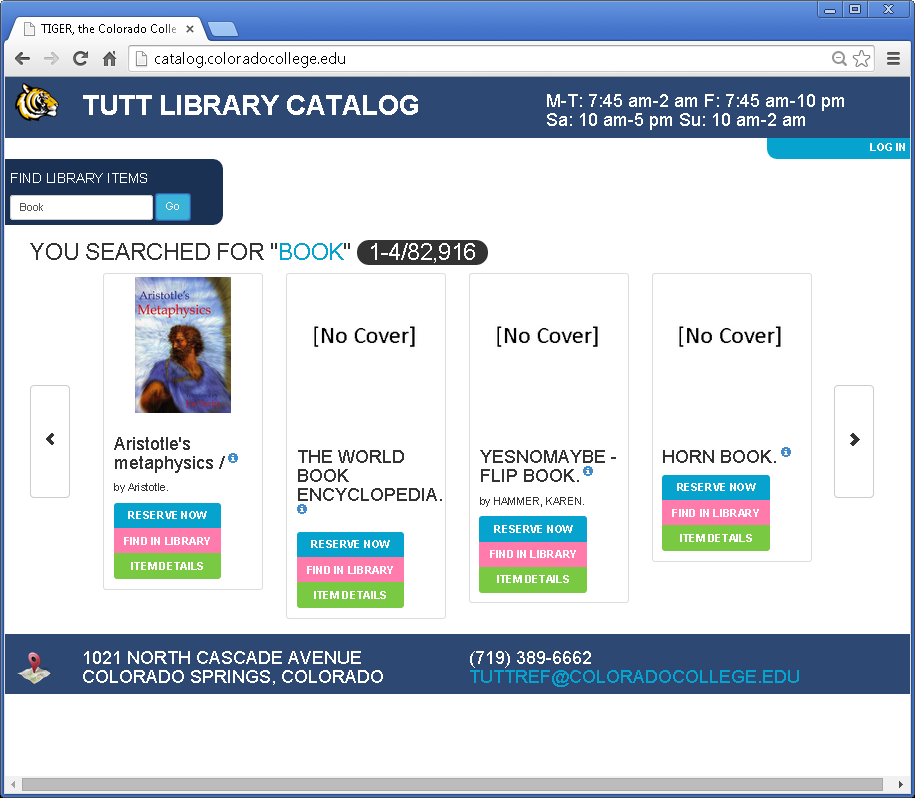 TIGER, the Colorado Colle
catalog.coloradocollege.edu
TUTT LIBRARY CATALOG
M-T: 7:45 am-2 am F: 7:45 am-10 pm
Sa: 10 am-5 pm Su: 10 am-2 am
LOG IN
FIND LIBRARY ITEMS
Book
Go
YOU SEARCHED FOR "BOOK" 1-4/82,916
Aristotle's
Metaphysics
Aristotle's
metaphysics /
by Aristotle.
RESERVE NOW
FIND IN LIBRARY
ITEM DETAILS
[No Cover]
THE WORLD
BOOK
ENCYCLOPEDIA.
RESERVE NOW
FIND IN LIBRARY
ITEM DETAILS
[No Cover]
YESNOMAYBE -
FLIP BOOK.
by HAMMER, KAREN.
RESERVE NOW
FIND IN LIBRARY
ITEM DETAILS
[No Cover]
HORN BOOK.
RESERVE NOW
FIND IN LIBRARY
ITEM DETAILS
1021 NORTH CASCADE AVENUE
COLORADO SPRINGS, COLORADO
(719) 389-6662
TUTTREF@COLORADOCOLLEGE.EDU